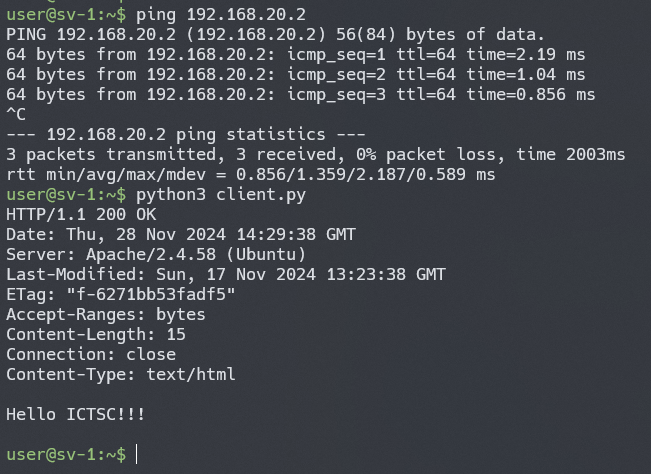 user@sv-1:~$ ping 192.168.20.2
PING 192.168.20.2 (192.168.20.2) 56(84) bytes of data.
64 bytes from 192.168.20.2: icmp_seq=1 ttl=64 time=2.19 ms
64 bytes from 192.168.20.2: icmp_seq=2 ttl=64 time=1.04 ms
64 bytes from 192.168.20.2: icmp_seq=3 ttl=64 time=0.856 ms
^C
--- 192.168.20.2 ping statistics ---
3 packets transmitted, 3 received, 0% packet loss, time 2003ms
rtt min/avg/max/mdev = 0.856/1.359/2.187/0.589 ms
user@sv-1:~$ python3 client.py
HTTP/1.1 200 OK
Date: Thu, 28 Nov 2024 14:29:38 GMT
Server: Apache/2.4.58 (Ubuntu)
Last-Modified: Sun, 17 Nov 2024 13:23:38 GMT
ETag: "f-6271bb53fadf5"
Accept-Ranges: bytes
Content-Length: 15
Connection: close
Content-Type: text/html

Hello ICTSC!!!

user@sv-1:~$